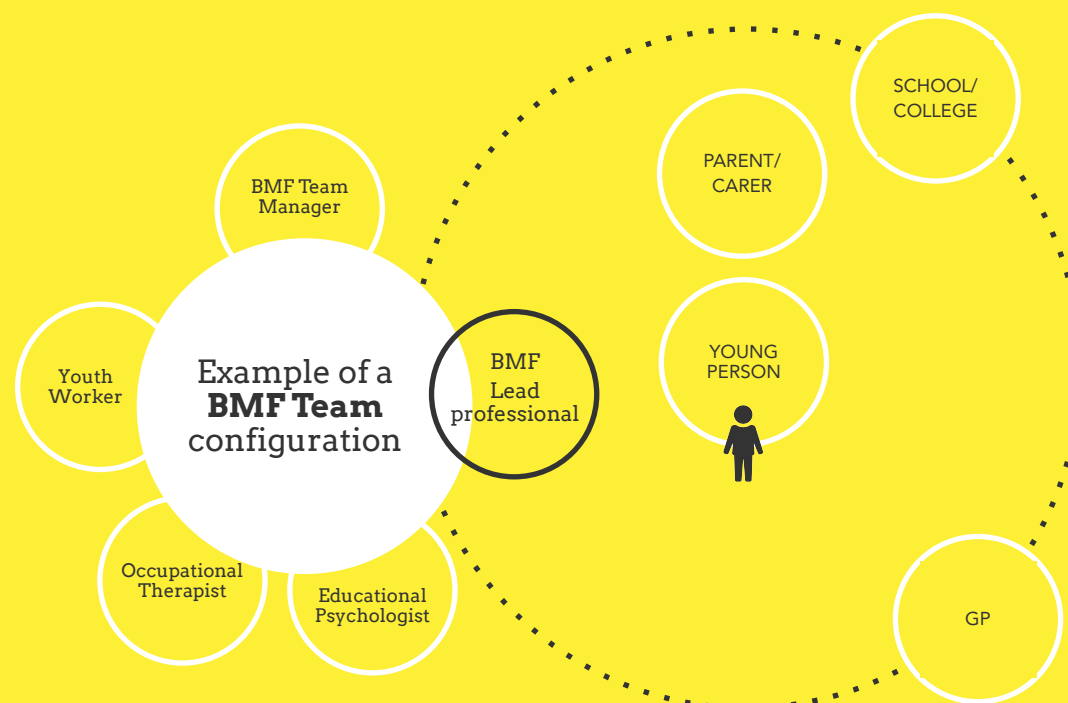 SCHOOL/
COLLEGE
PARENT/
CARER
BMF Team
Manager
Example of a
BMF Team
configuration
BMF
Lead
professional
YOUNG
PERSON
Youth
Worker
Occupational
Therapist
Educational
Psychologist
GP